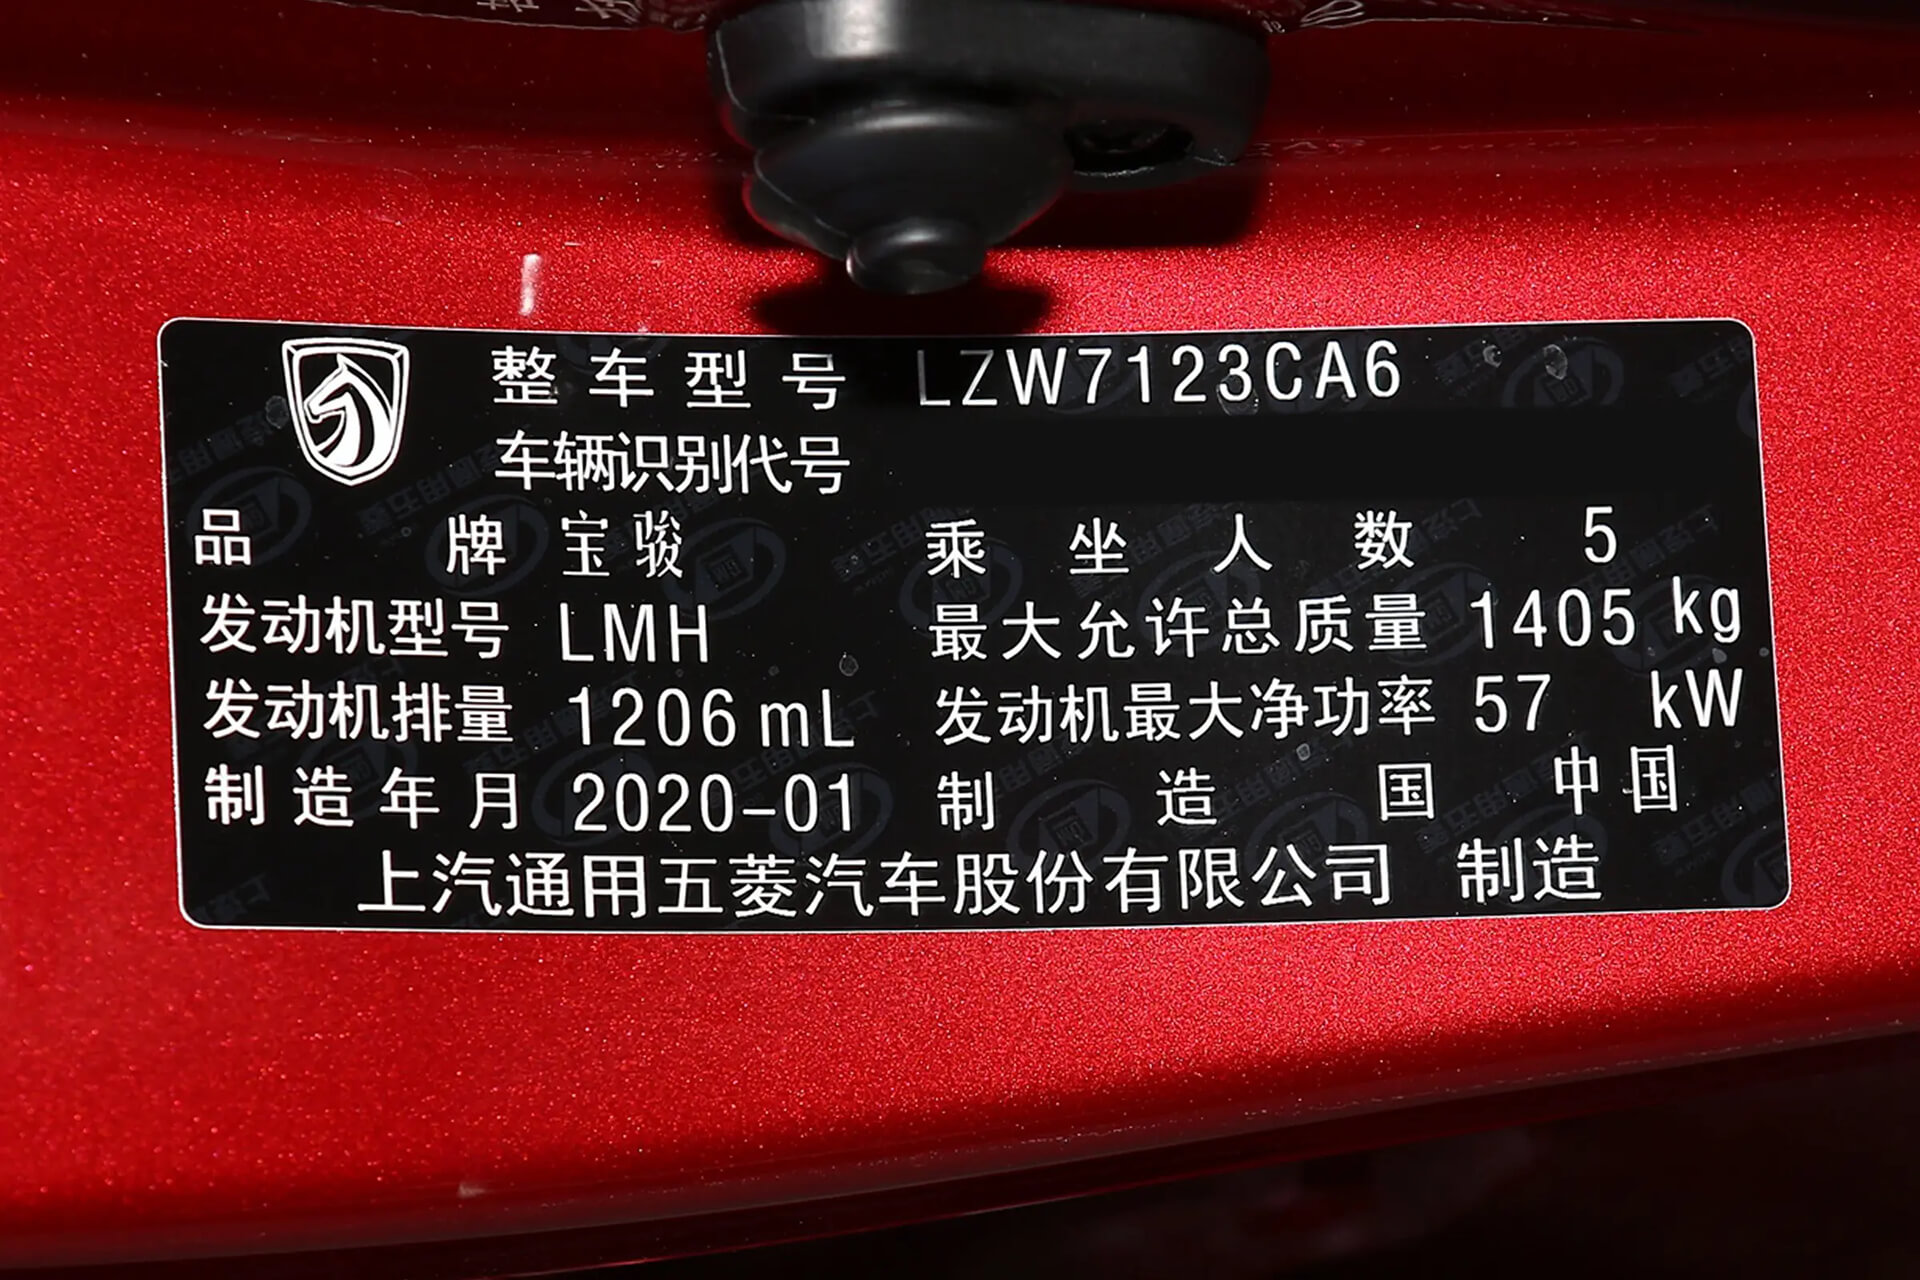 整车型号 LZW7123CA6
车辆识别代号
品牌 宝骏 乘坐人数 5
发动机型号 LMH 最大允许总质量 1405 kg
发动机排量 1206 mL 发动机最大净功率 57 kW
制造年月 2020-01 制造国 中国
上汽通用五菱汽车股份有限公司 制造